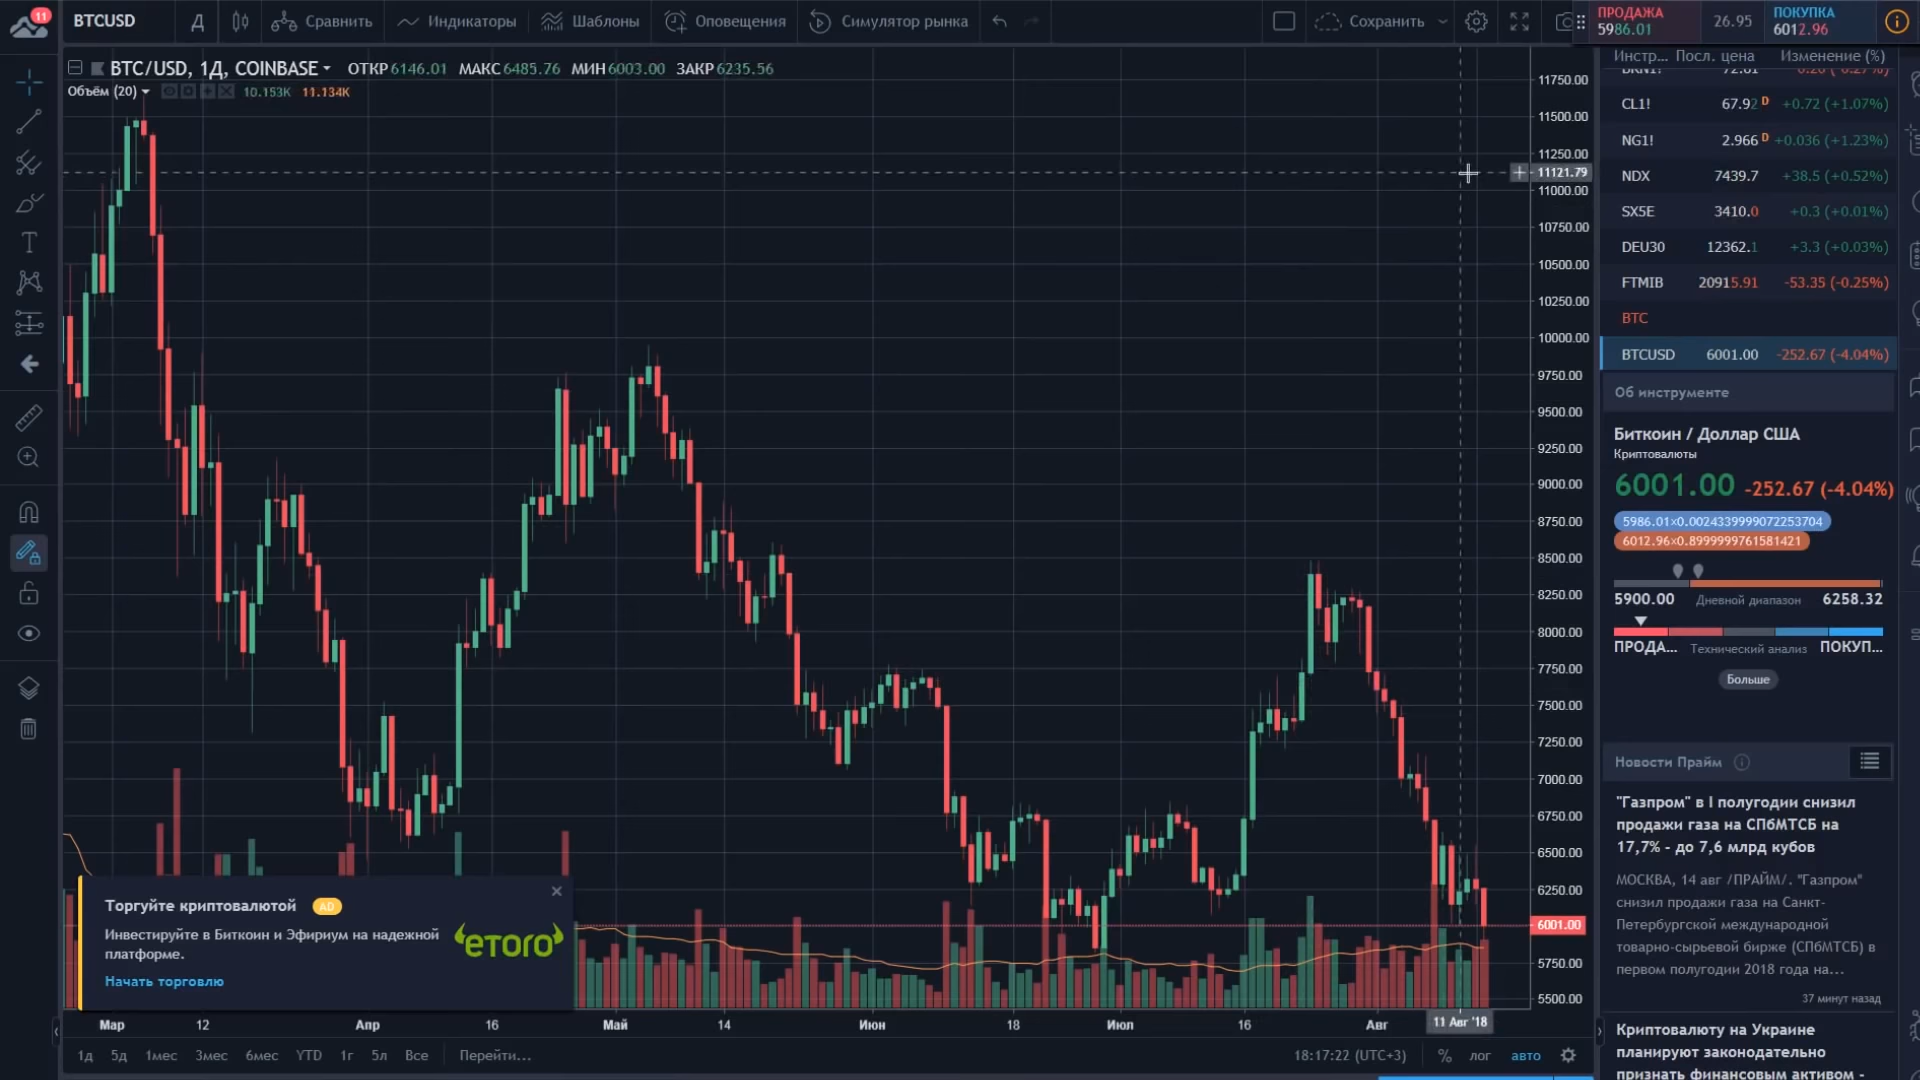 11
BTCUSD
Д
Сравнить
Индикаторы
Шаблоны
Оповещения
Симулятор рынка
Сохранить
ПРОДАЖА
5986.01
26.95
ПОКУПКА
6012.96
BTC/USD, 1Д, COINBASE
ОТКР 6146.01 МАКС 6485.76 МИН 6003.00 ЗАКР 6235.56
Объём (20)
10.153K 11.134K
11750.00
11500.00
11250.00
11121.79
11000.00
10750.00
10500.00
10250.00
10000.00
9750.00
9500.00
9250.00
9000.00
8750.00
8500.00
8250.00
8000.00
7750.00
7500.00
7250.00
7000.00
6750.00
6500.00
6250.00
6001.00
5750.00
5500.00
Торгуйте криптовалютой AD
Инвестируйте в Биткоин и Эфириум на надежной
платформе.
Начать торговлю
eToro
Мар 12 Апр 16 Май 14 Июн 18 Июл 16 Авг 11 Авг '18
1д 5д 1мес 3мес 6мес YTD 1г 5л Все Перейти...
18:17:22 (UTC+3) % лог авто
Инстр... Посл. цена Изменение (%)
CL1! 67.92 D +0.72 (+1.07%)
NG1! 2.966 D +0.036 (+1.23%)
NDX 7439.7 +38.5 (+0.52%)
SX5E 3410.0 +0.3 (+0.01%)
DEU30 12362.1 +3.3 (+0.03%)
FTMIB 20915.91 -53.35 (-0.25%)
BTC
BTCUSD 6001.00 -252.67 (-4.04%)
Об инструменте
Биткоин / Доллар США
Криптовалюты
6001.00 -252.67 (-4.04%)
5986.01×0.0024339999072253704
6012.96×0.8999999761581421
5900.00 Дневной диапазон 6258.32
ПРОДА... Технический анализ ПОКУП...
Больше
Новости Прайм
"Газпром" в I полугодии снизил
продажи газа на СПбМТСБ на
17,7% - до 7,6 млрд кубов
МОСКВА, 14 авг /ПРАЙМ/. "Газпром"
снизил продажи газа на Санкт-
Петербургской международной
товарно-сырьевой бирже (СПбМТСБ) в
первом полугодии 2018 года на...
37 минут назад
Криптовалюту на Украине
планируют законодательно
признать финансовым активом -